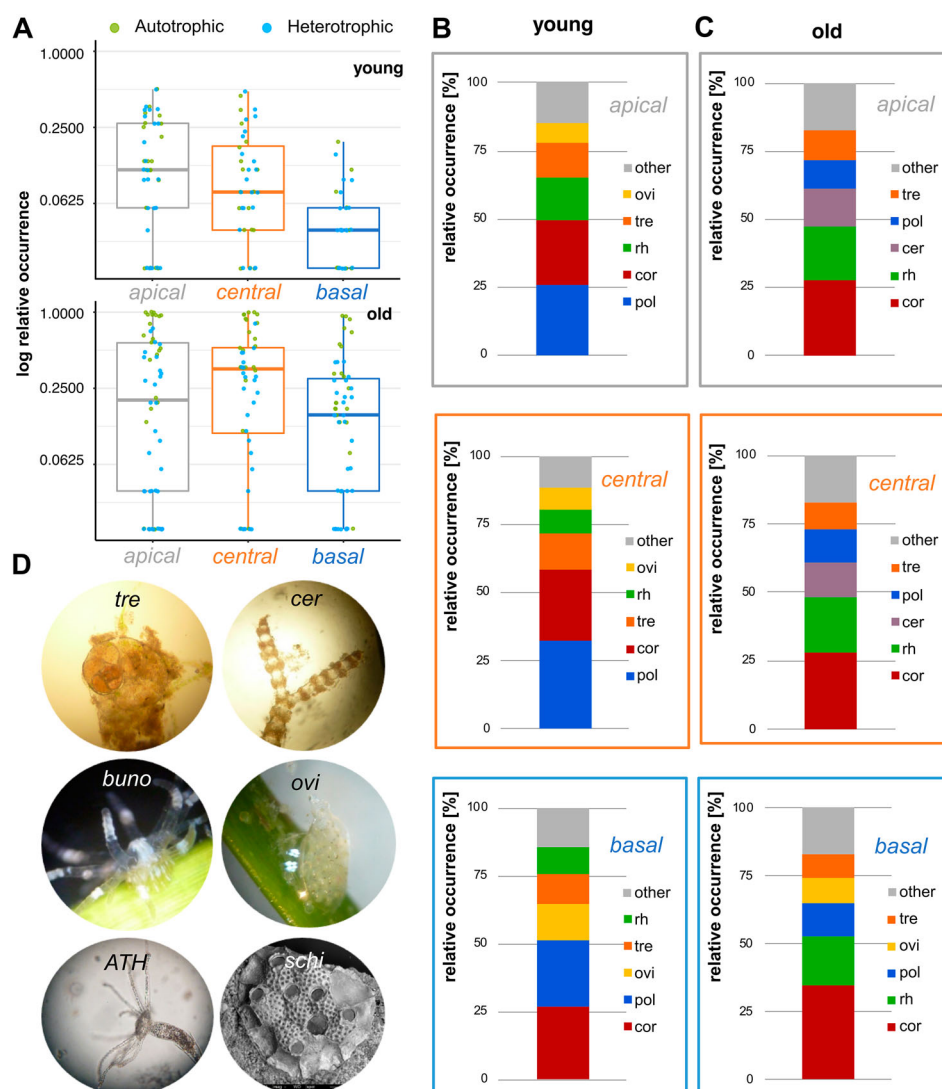 A
Autotrophic
Heterotrophic
log relative occurrence
1.0000
0.2500
0.0625
young
apical
central
basal
1.0000
0.2500
0.0625
old
apical
central
basal
B
young
relative occurrence [%]
100
75
50
25
0
apical
other
ovi
tre
rh
cor
pol
relative occurrence [%]
100
75
50
25
0
central
other
ovi
rh
tre
cor
pol
relative occurrence [%]
100
75
50
25
0
basal
other
rh
tre
ovi
pol
cor
C
old
relative occurrence [%]
100
75
50
25
0
apical
other
tre
pol
cer
rh
cor
relative occurrence [%]
100
75
50
25
0
central
other
tre
pol
cer
rh
cor
relative occurrence [%]
100
75
50
25
0
basal
other
tre
ovi
pol
rh
cor
D
tre
cer
buno
ovi
ATH
schi